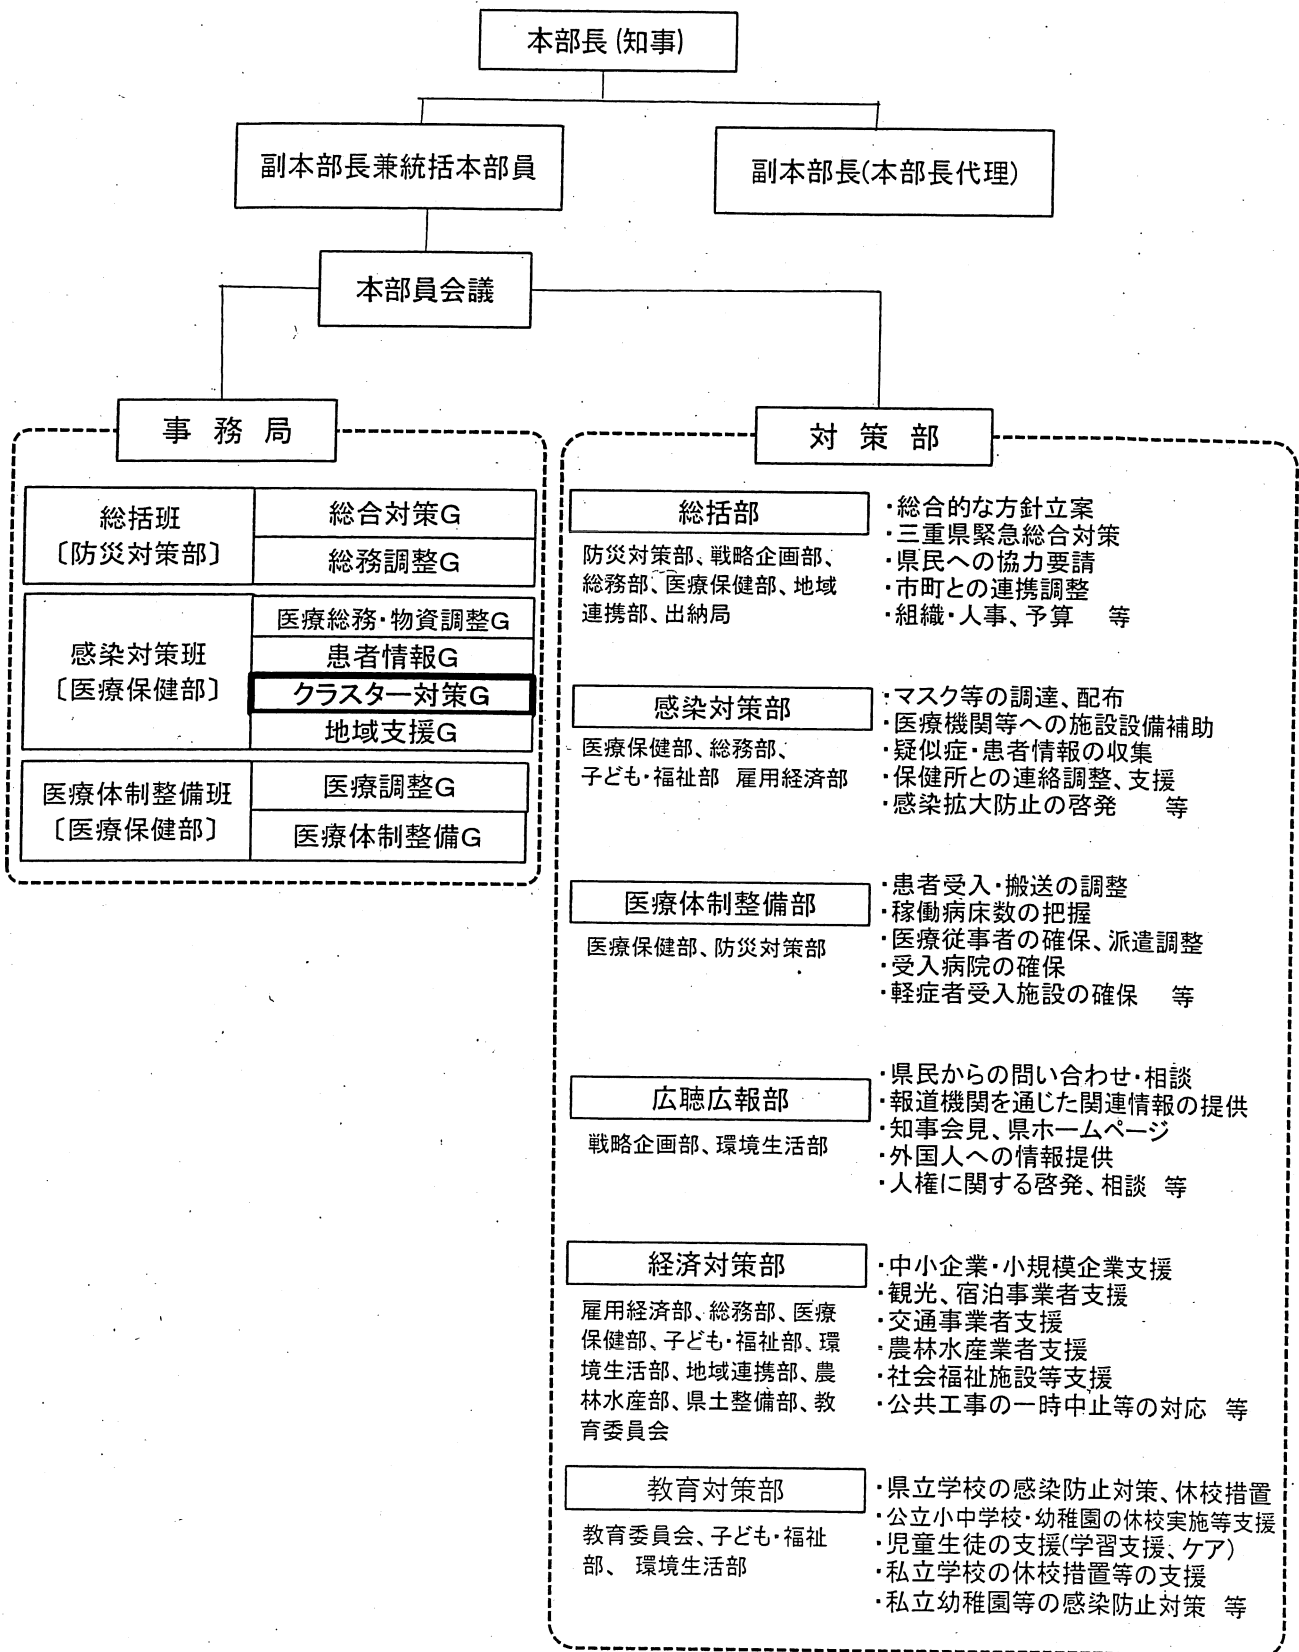 本部長(知事)
副本部長兼統括本部員
副本部長(本部長代理)
本部員会議
事 務 局
総括班
〔防災対策部〕
総合対策G
総務調整G
感染対策班
〔医療保健部〕
医療総務・物資調整G
患者情報G
クラスター対策G
地域支援G
医療体制整備班
〔医療保健部〕
医療調整G
医療体制整備G
対 策 部
総括部
防災対策部、戦略企画部、
総務部、医療保健部、地域
連携部、出納局
・総合的な方針立案
・三重県緊急総合対策
・県民への協力要請
・市町との連携調整
・組織・人事、予算 等
感染対策部
医療保健部、総務部、
子ども・福祉部 雇用経済部
・マスク等の調達、配布
・医療機関等への施設設備補助
・疑似症・患者情報の収集
・保健所との連絡調整、支援
・感染拡大防止の啓発 等
医療体制整備部
医療保健部、防災対策部
・患者受入・搬送の調整
・稼働病床数の把握
・医療従事者の確保、派遣調整
・受入病院の確保
・軽症者受入施設の確保 等
広聴広報部
戦略企画部、環境生活部
・県民からの問い合わせ・相談
・報道機関を通じた関連情報の提供
・知事会見、県ホームページ
・外国人への情報提供
・人権に関する啓発、相談 等
経済対策部
雇用経済部、総務部、医療
保健部、子ども・福祉部、環
境生活部、地域連携部、農
林水産部、県土整備部、教
育委員会
・中小企業・小規模企業支援
・観光、宿泊事業者支援
・交通事業者支援
・農林水産業者支援
・社会福祉施設等支援
・公共工事の一時中止等の対応 等
教育対策部
教育委員会、子ども・福祉
部、 環境生活部
・県立学校の感染防止対策、休校措置
・公立小中学校・幼稚園の休校実施等支援
・児童生徒の支援(学習支援、ケア)
・私立学校の休校措置等の支援
・私立幼稚園等の感染防止対策 等